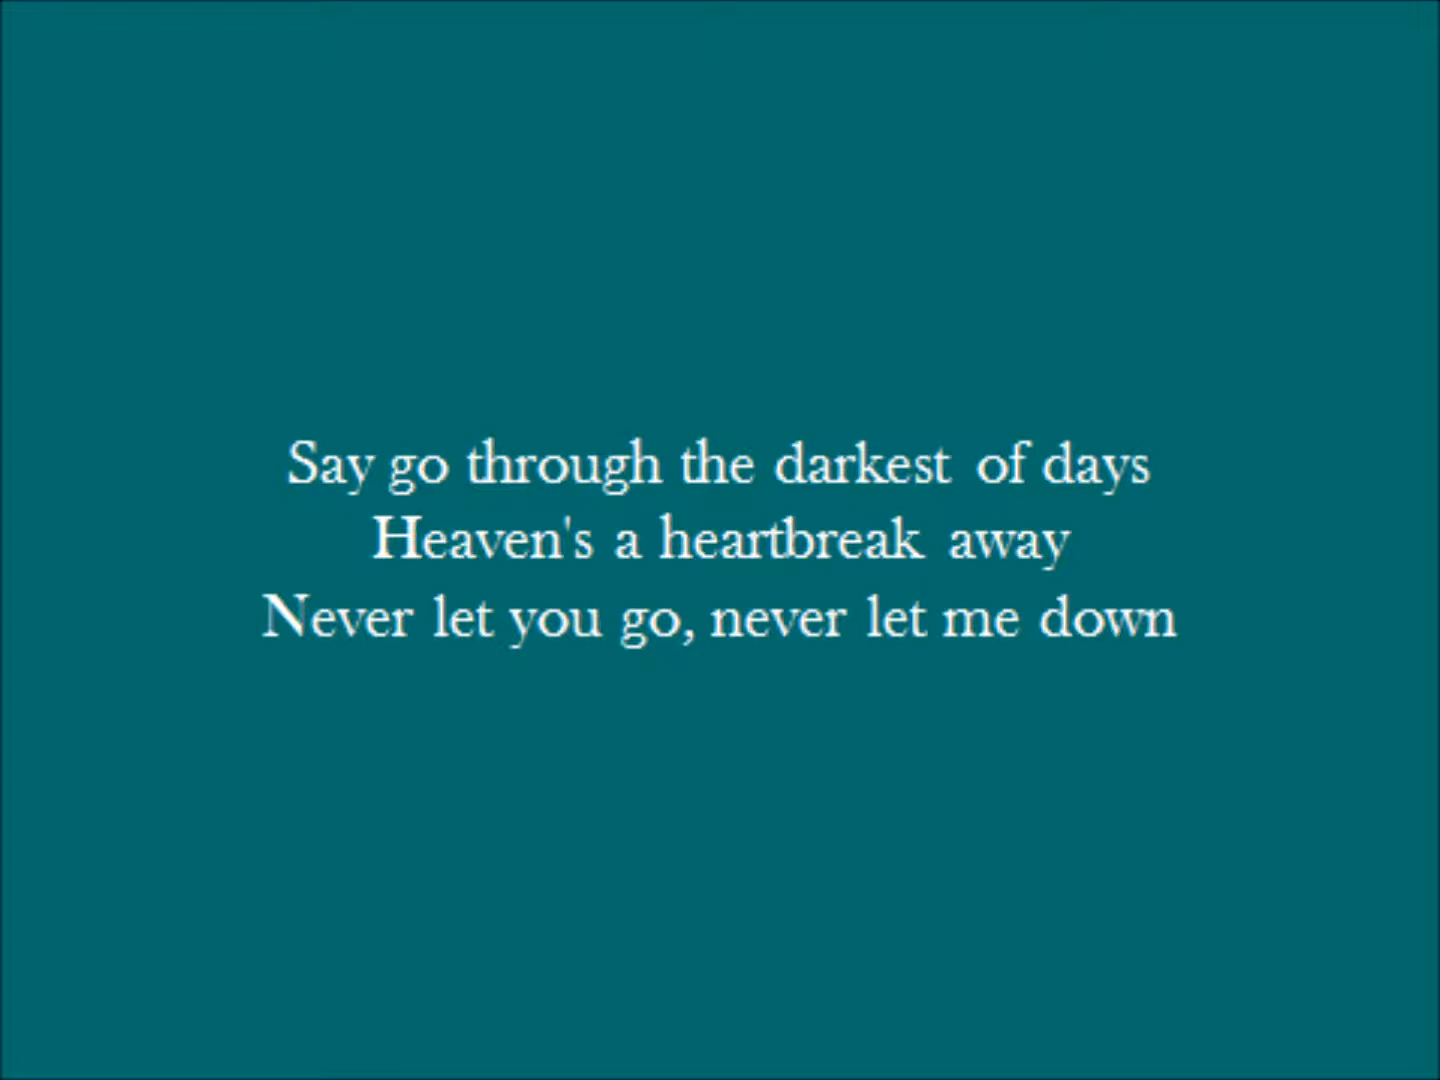 Say go through the darkest of days
Heaven's a heartbreak away
Never let you go, never let me down